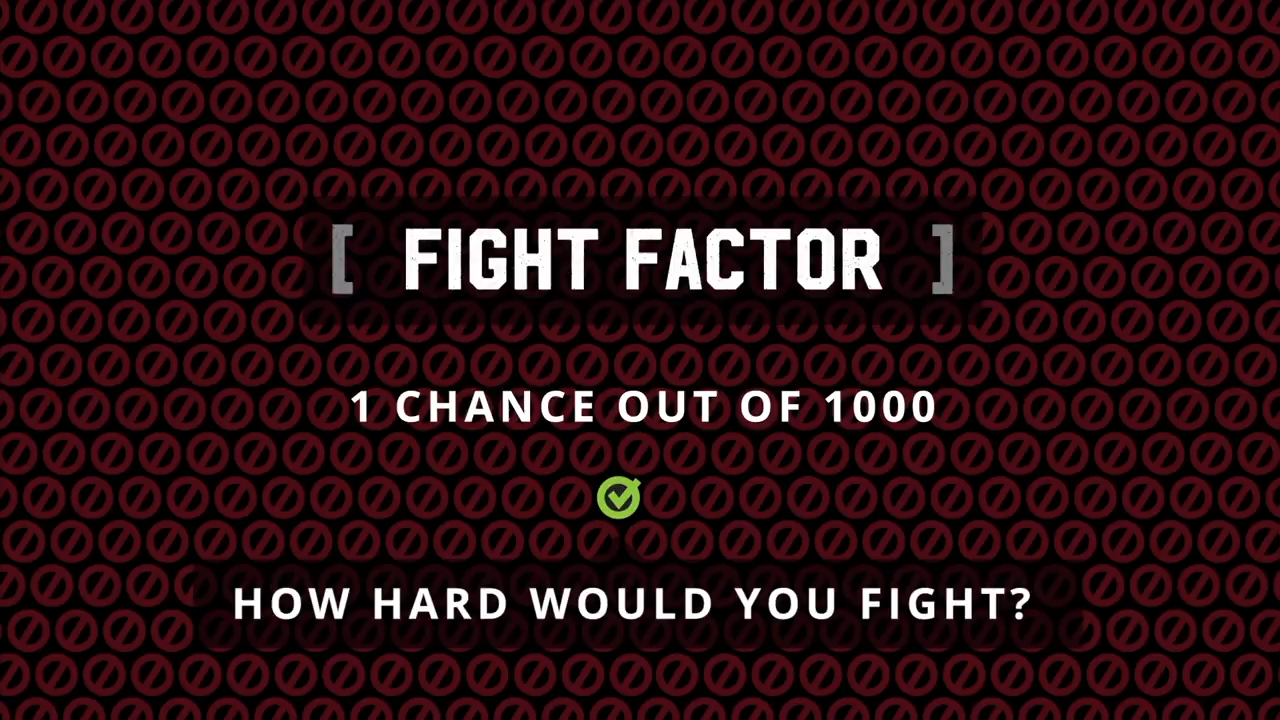 [ FIGHT FACTOR ]
1 CHANCE OUT OF 1000
HOW HARD WOULD YOU FIGHT?